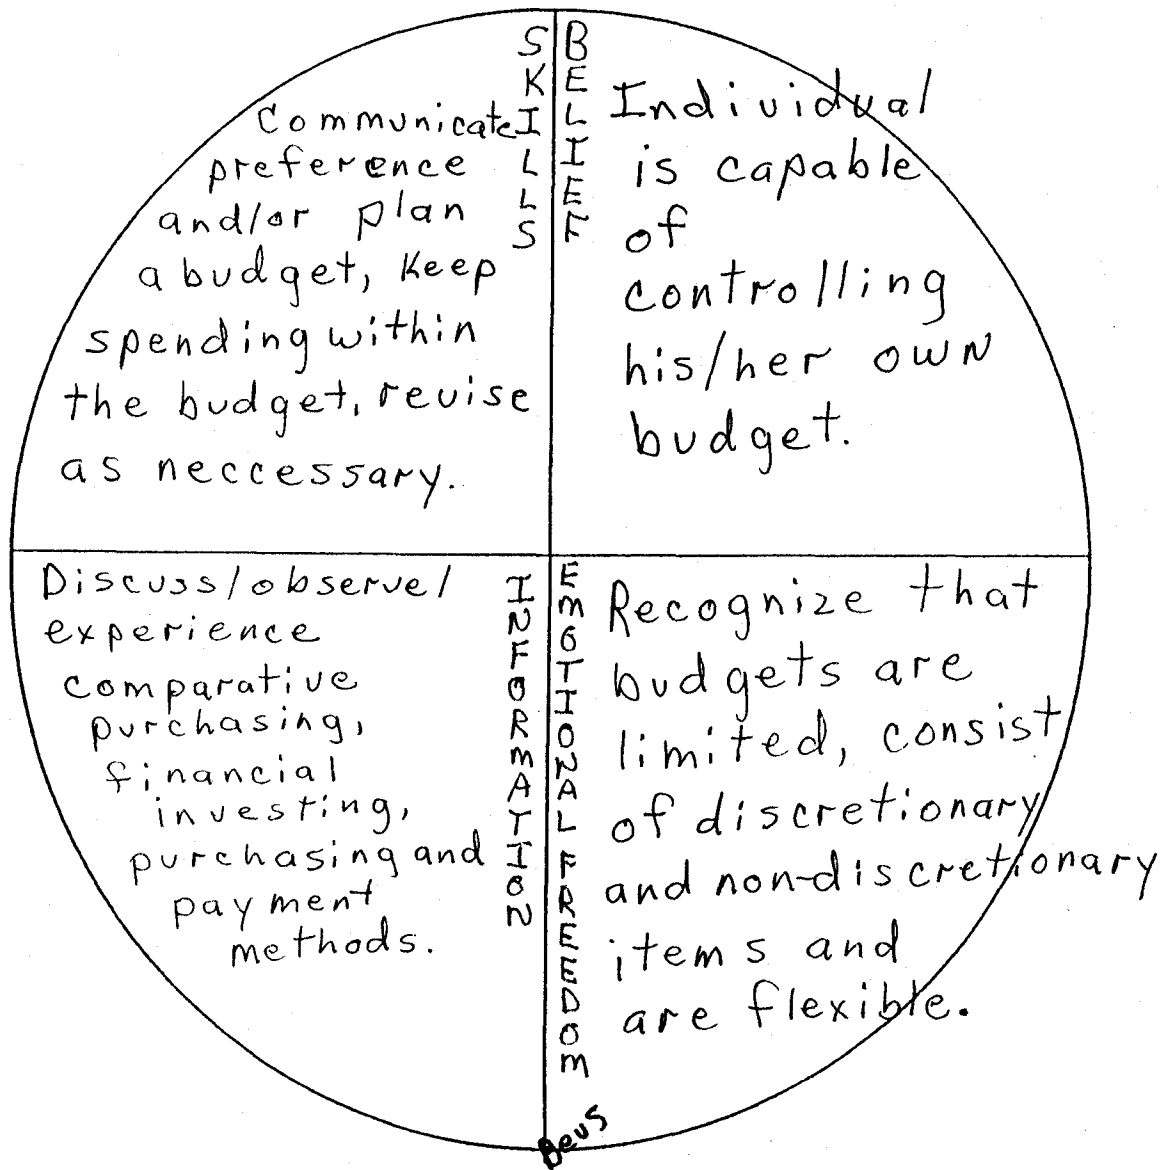 SKILLS
Communicate
preference
and/or plan
a budget, keep
spending within
the budget, revise
as neccessary.
BELIEF
Individual
is capable
of
controlling
his/her own
budget.
INFORMATION
Discuss/observe/
experience
comparative
purchasing,
financial
investing,
purchasing and
payment
methods.
EMOTIONAL FREEDOM
Recognize that
budgets are
limited, consist
of discretionary
and non-discretionary
items and
are flexible.